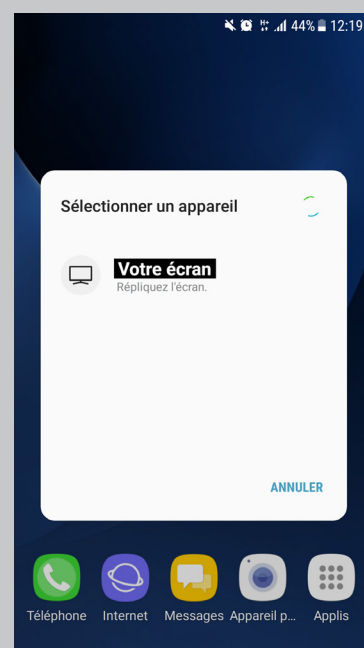 44% 12:19
Sélectionner un appareil
Votre écran
Répliquez l'écran.
ANNULER
Téléphone Internet Messages Appareil p... Applis